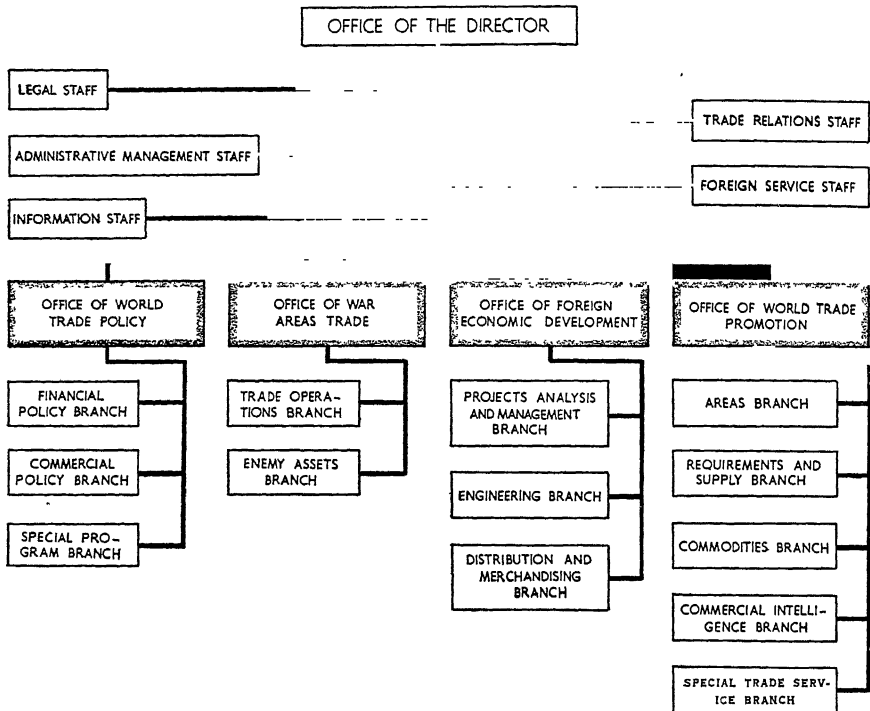 OFFICE OF THE DIRECTOR
LEGAL STAFF
TRADE RELATIONS STAFF
ADMINISTRATIVE MANAGEMENT STAFF
FOREIGN SERVICE STAFF
INFORMATION STAFF
OFFICE OF WORLD
TRADE POLICY
FINANCIAL
POLICY BRANCH
COMMERCIAL
POLICY BRANCH
SPECIAL PRO-
GRAM BRANCH
OFFICE OF WAR
AREAS TRADE
TRADE OPERA-
TIONS BRANCH
ENEMY ASSETS
BRANCH
OFFICE OF FOREIGN
ECONOMIC DEVELOPMENT
PROJECTS ANALYSIS
AND MANAGEMENT
BRANCH
ENGINEERING BRANCH
DISTRIBUTION AND
MERCHANDISING
BRANCH
OFFICE OF WORLD TRADE
PROMOTION
AREAS BRANCH
REQUIREMENTS AND
SUPPLY BRANCH
COMMODITIES BRANCH
COMMERCIAL INTELLI-
GENCE BRANCH
SPECIAL TRADE SERV-
ICE BRANCH